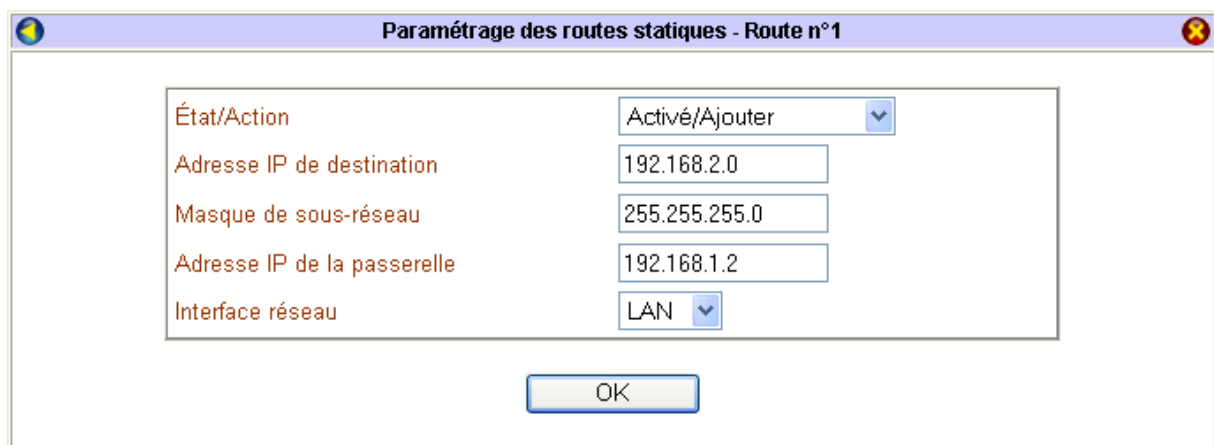 Paramétrage des routes statiques - Route n°1
État/Action Activé/Ajouter
Adresse IP de destination 192.168.2.0
Masque de sous-réseau 255.255.255.0
Adresse IP de la passerelle 192.168.1.2
Interface réseau LAN
OK